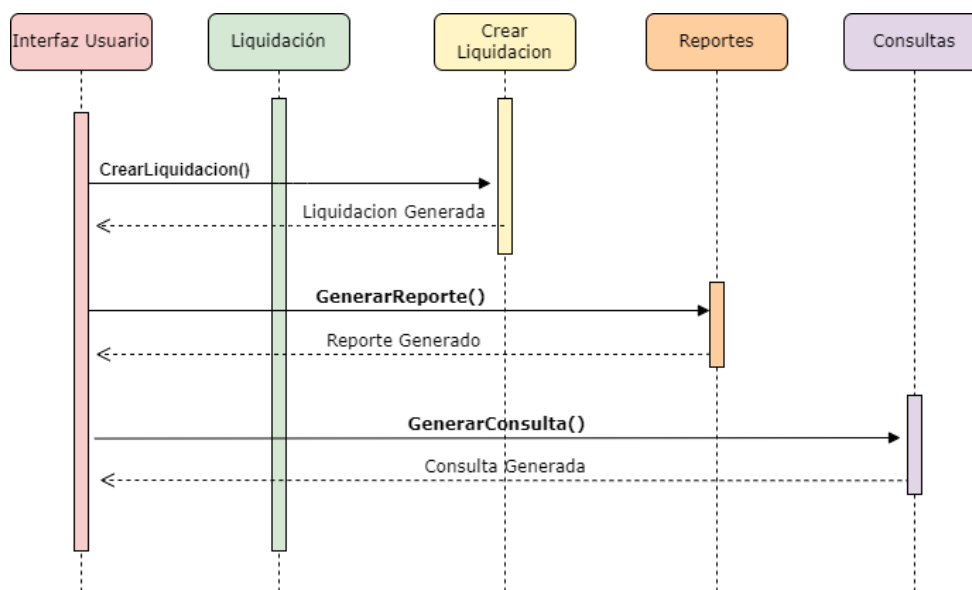 Interfaz Usuario
Liquidación
Crear
Liquidacion
Reportes
Consultas
CrearLiquidacion()
Liquidacion Generada
GenerarReporte()
Reporte Generado
GenerarConsulta()
Consulta Generada